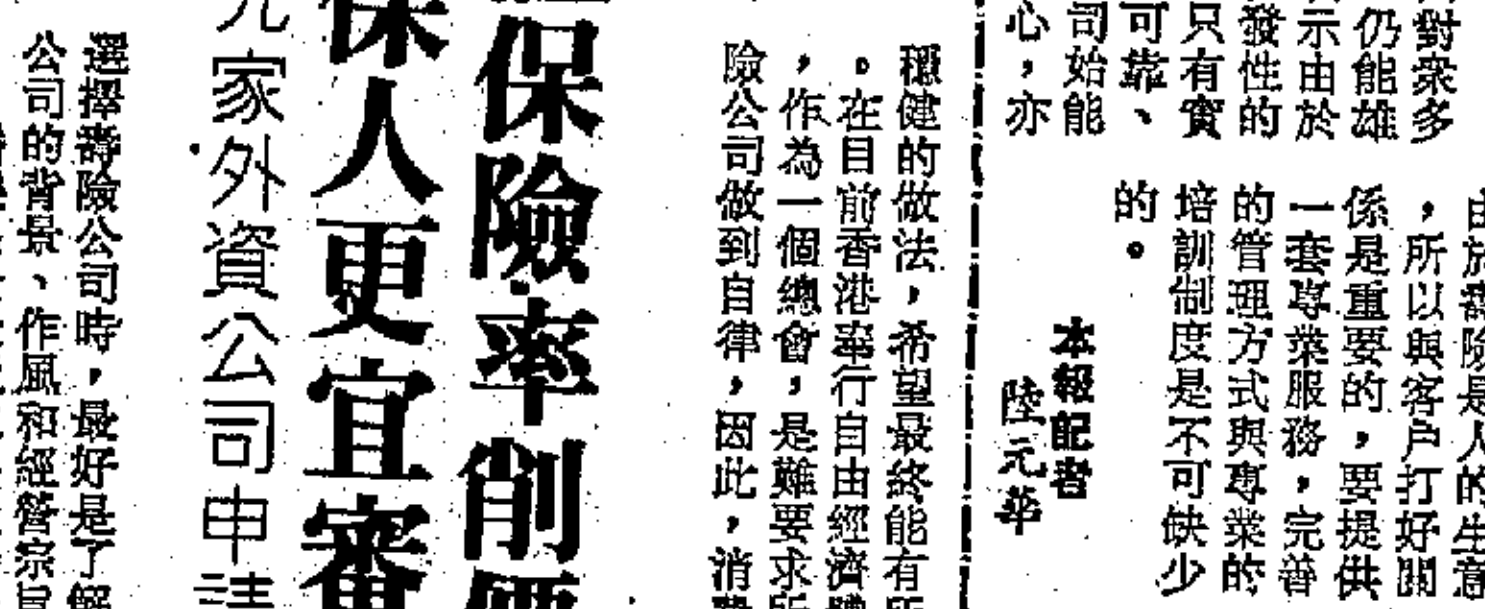 對衆多
仍能雄
示由於
發性的
只有實
可靠、
司始能
心，亦
由於壽險是人的生意
，所以與客户打好關
係是重要的，要提供
一套專業服務，完善
的管理方式與專業的
培訓制度是不可缺少
的。
本報記者
陸元華
穩健的做法，希望最終能有
。在目前香港奉行自由經濟
，作為一個總會，是難要求
險公司做到自律，因此，消
保險率削
保人更宜審
家外資公司申請
選擇壽險公司時，最好是了解
公司的背景、作風和經營宗旨